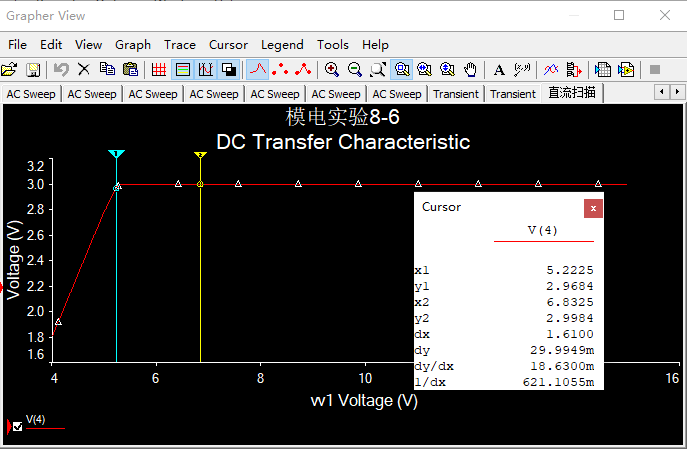 Grapher View
File Edit View Graph Trace Cursor Legend Tools Help
AC Sweep AC Sweep AC Sweep AC Sweep AC Sweep AC Sweep AC Sweep Transient Transient 直流扫描
模电实验8-6
DC Transfer Characteristic
Voltage (V)
3.2
3.0
2.8
2.6
2.4
2.2
2.0
1.8
1.6
1
2
4 6 8 10 16
vv1 Voltage (V)
Cursor
V(4)
x1 5.2225
y1 2.9684
x2 6.8325
y2 2.9984
dx 1.6100
dy 29.9949m
dy/dx 18.6300m
1/dx 621.1055m
V(4)